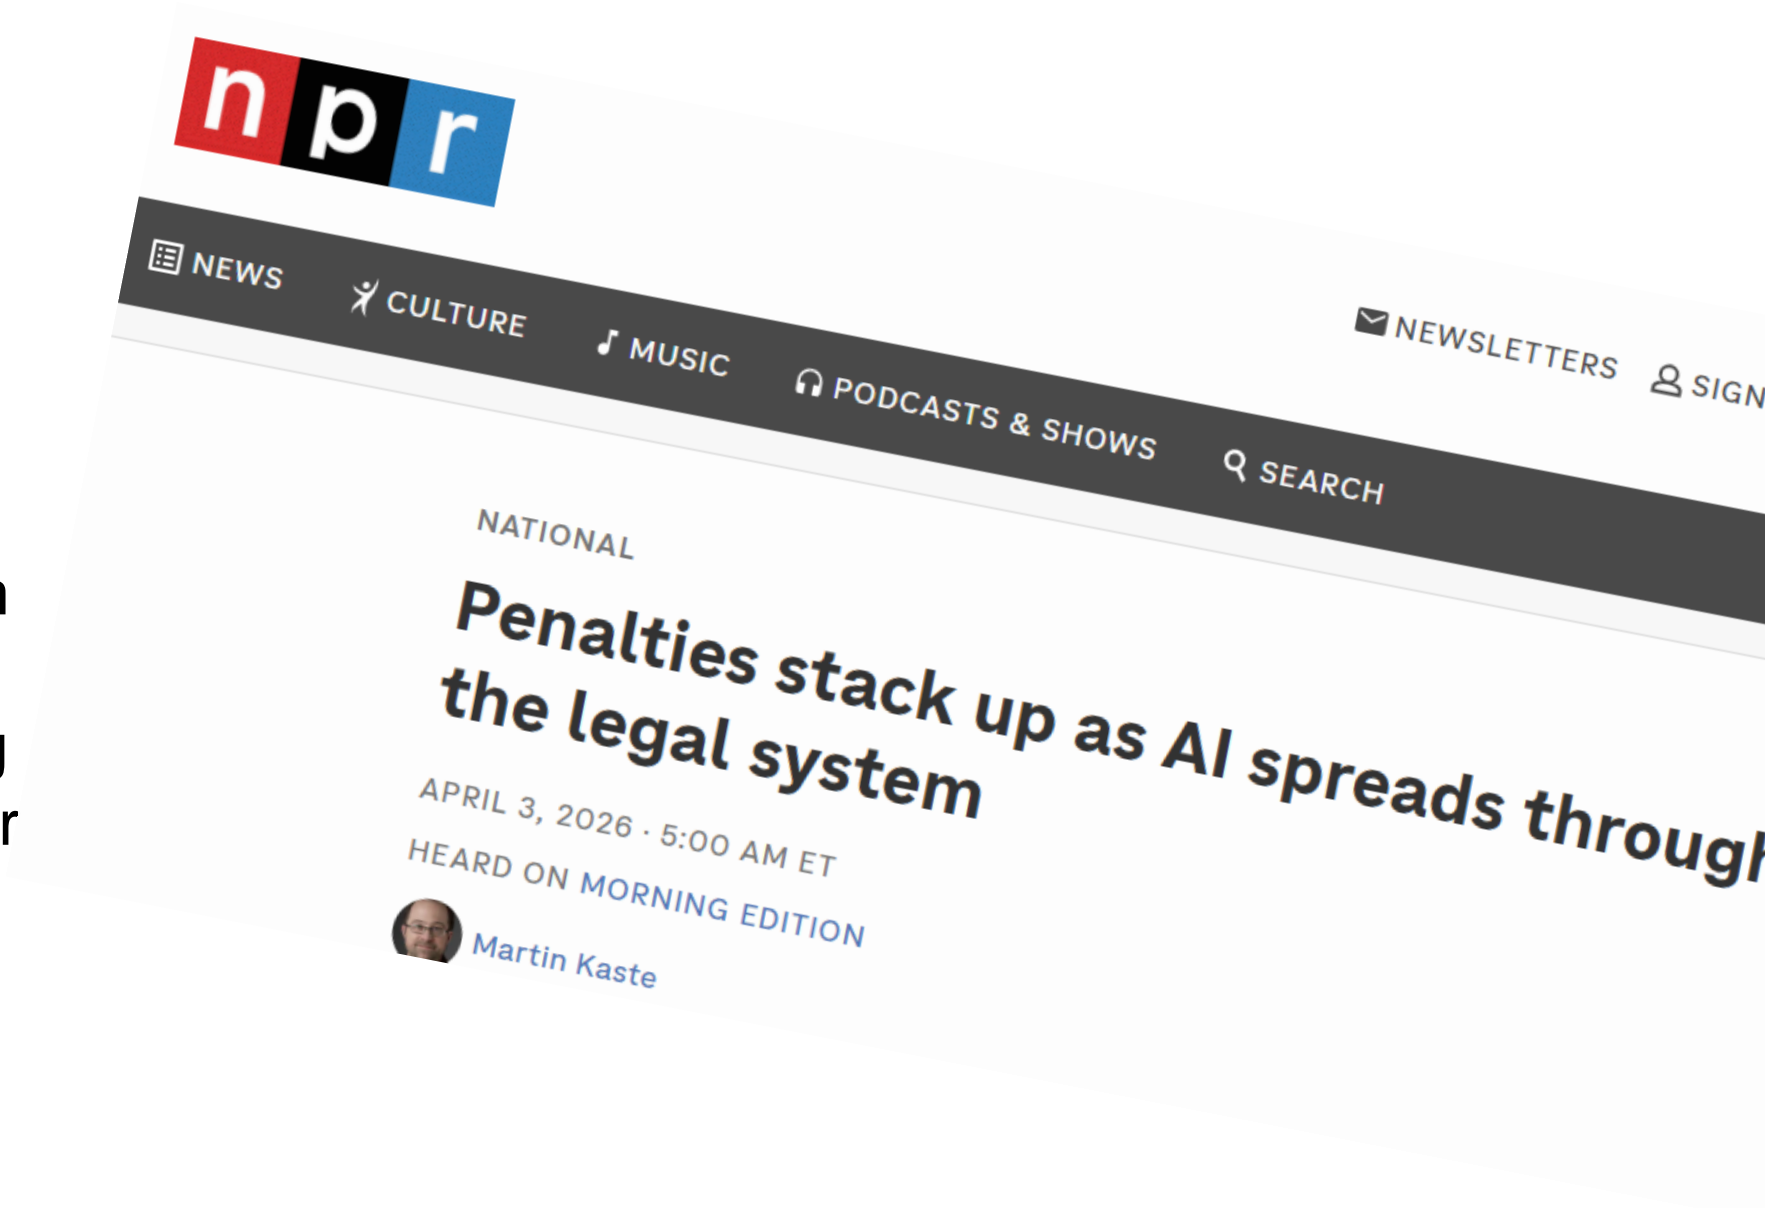 npr
NEWS
CULTURE
MUSIC
PODCASTS & SHOWS
SEARCH
NEWSLETTERS
SIGN
NATIONAL
Penalties stack up as AI spreads through
the legal system
APRIL 3, 2026 · 5:00 AM ET
HEARD ON MORNING EDITION
Martin Kaste